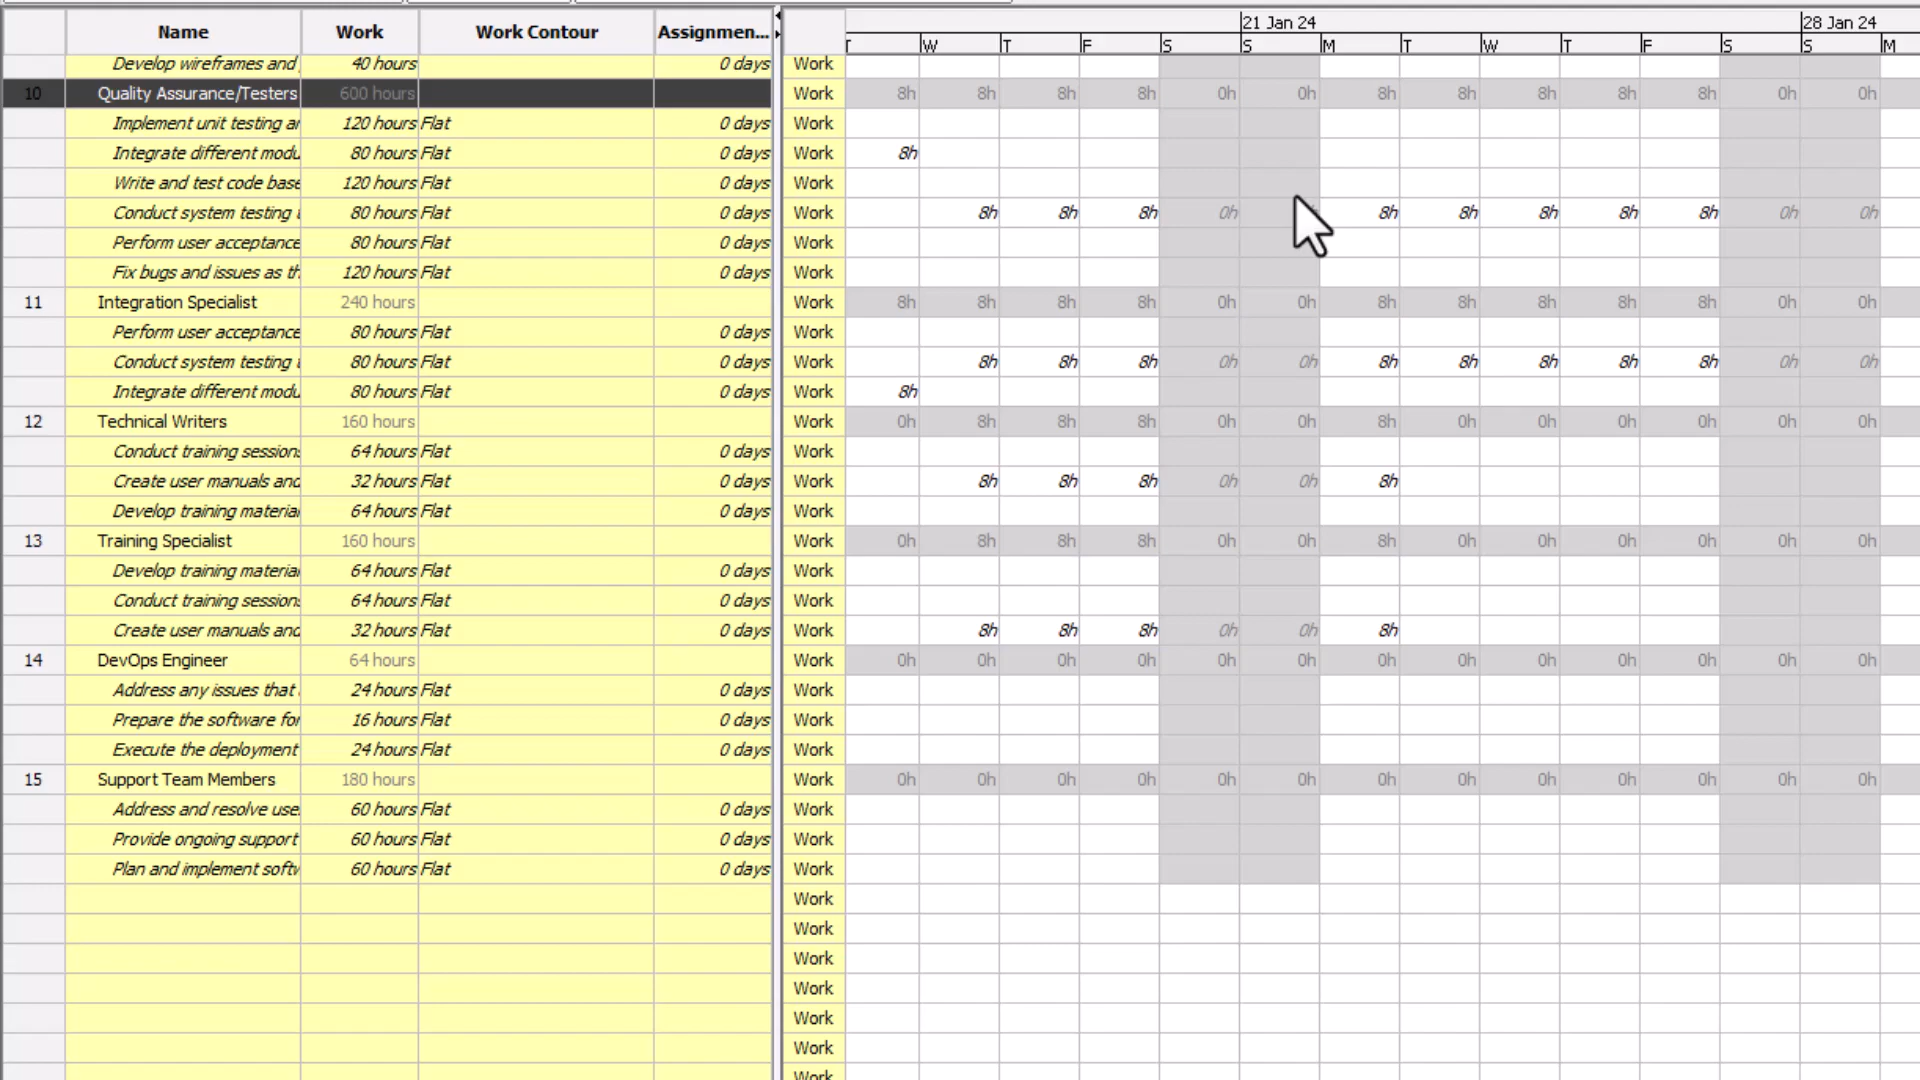 Name Work Work Contour Assignmen... 21 Jan 24 28 Jan 24
T W T F S S M T W T F S S M
Develop wireframes and 40 hours 0 days Work
10 Quality Assurance/Testers 600 hours Work 8h 8h 8h 8h 0h 0h 8h 8h 8h 8h 8h 0h 0h
Implement unit testing ar 120 hours Flat 0 days Work
Integrate different modu 80 hours Flat 0 days Work 8h
Write and test code base 120 hours Flat 0 days Work
Conduct system testing 80 hours Flat 0 days Work 8h 8h 8h 0h 8h 8h 8h 8h 8h 0h 0h
Perform user acceptance 80 hours Flat 0 days Work
Fix bugs and issues as th 120 hours Flat 0 days Work
11 Integration Specialist 240 hours Work 8h 8h 8h 8h 0h 0h 8h 8h 8h 8h 8h 0h 0h
Perform user acceptance 80 hours Flat 0 days Work
Conduct system testing 80 hours Flat 0 days Work 8h 8h 8h 0h 0h 8h 8h 8h 8h 8h 0h 0h
Integrate different modu 80 hours Flat 0 days Work 8h
12 Technical Writers 160 hours Work 0h 8h 8h 8h 0h 0h 8h 0h 0h 0h 0h 0h 0h
Conduct training sessions 64 hours Flat 0 days Work
Create user manuals and 32 hours Flat 0 days Work 8h 8h 8h 0h 0h 8h
Develop training material 64 hours Flat 0 days Work
13 Training Specialist 160 hours Work 0h 8h 8h 8h 0h 0h 8h 0h 0h 0h 0h 0h 0h
Develop training material 64 hours Flat 0 days Work
Conduct training sessions 64 hours Flat 0 days Work
Create user manuals and 32 hours Flat 0 days Work 8h 8h 8h 0h 0h 8h
14 DevOps Engineer 64 hours Work 0h 0h 0h 0h 0h 0h 0h 0h 0h 0h 0h 0h 0h
Address any issues that 24 hours Flat 0 days Work
Prepare the software for 16 hours Flat 0 days Work
Execute the deployment 24 hours Flat 0 days Work
15 Support Team Members 180 hours Work 0h 0h 0h 0h 0h 0h 0h 0h 0h 0h 0h 0h 0h
Address and resolve use 60 hours Flat 0 days Work
Provide ongoing support 60 hours Flat 0 days Work
Plan and implement softw 60 hours Flat 0 days Work
Work
Work
Work
Work
Work
Work
Work